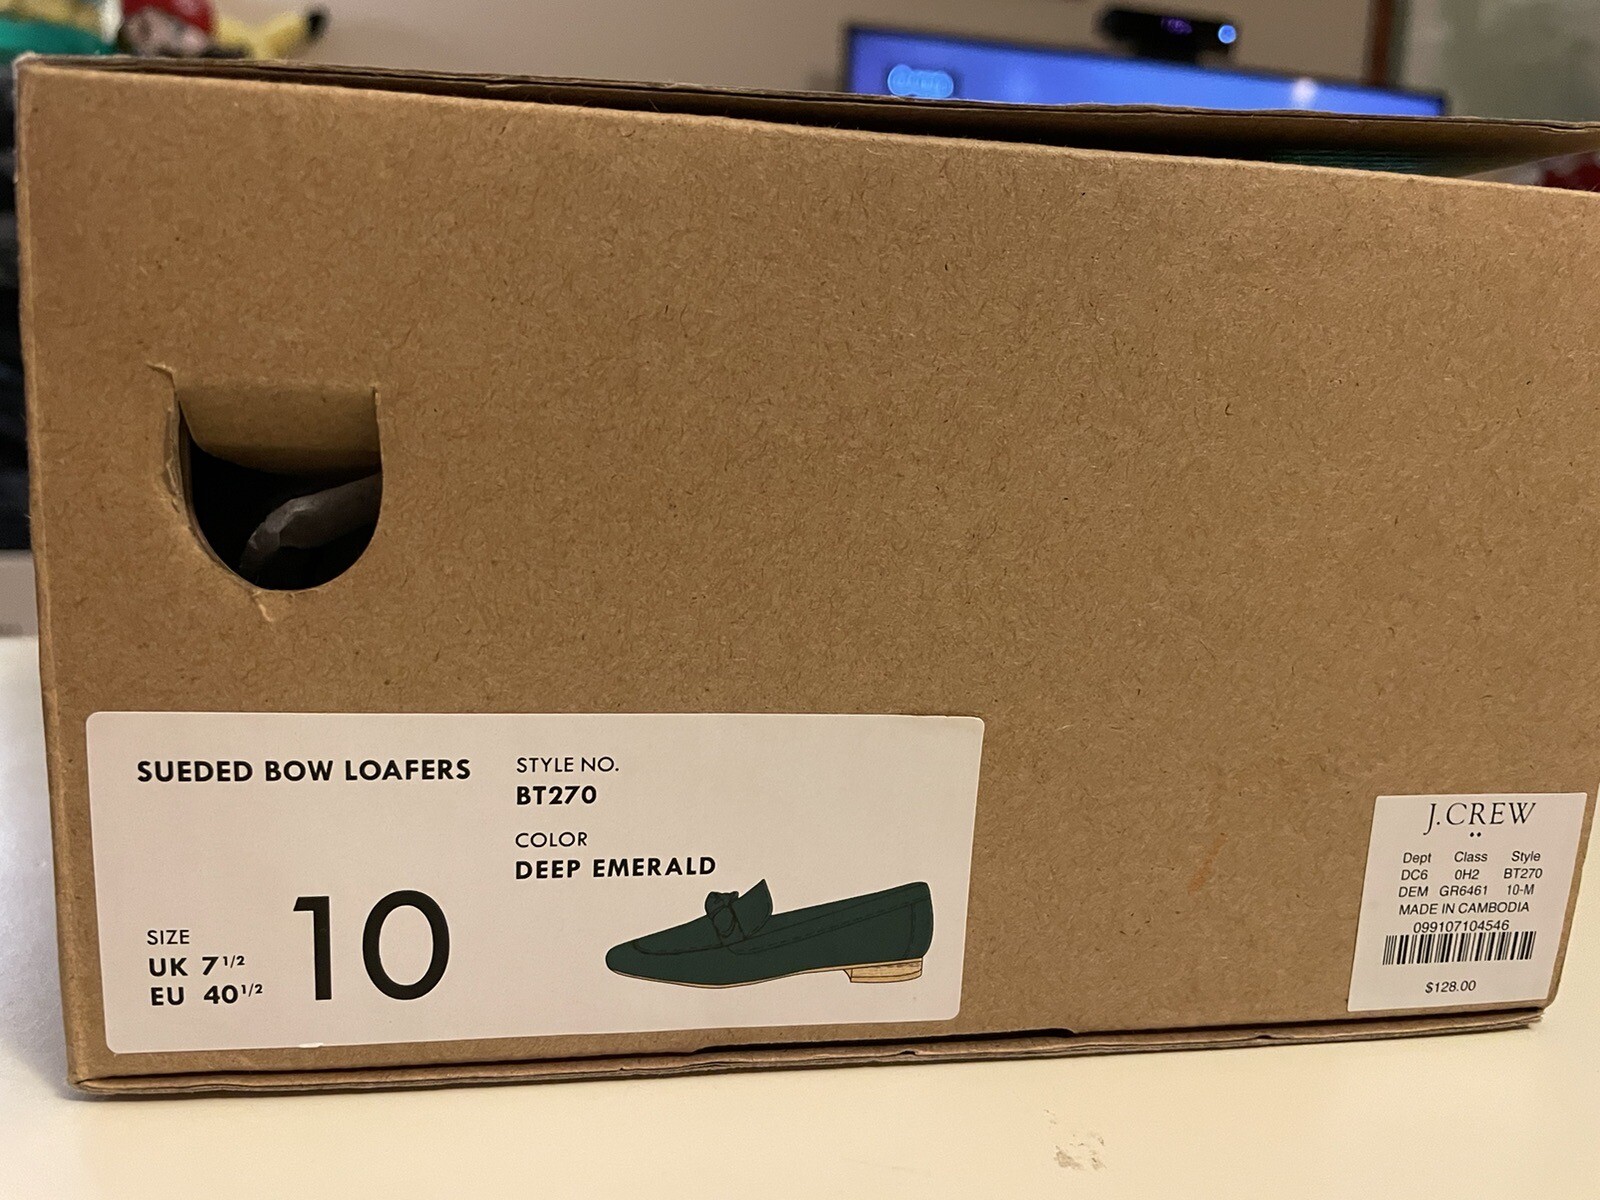 SUEDED BOW LOAFERS
STYLE NO.
BT270
COLOR
DEEP EMERALD
SIZE
UK 7 1/2
EU 40 1/2
10
J.CREW
Dept Class Style
DC6 0H2 BT270
DEM GR6461 10-M
MADE IN CAMBODIA
099107104546
$128.00